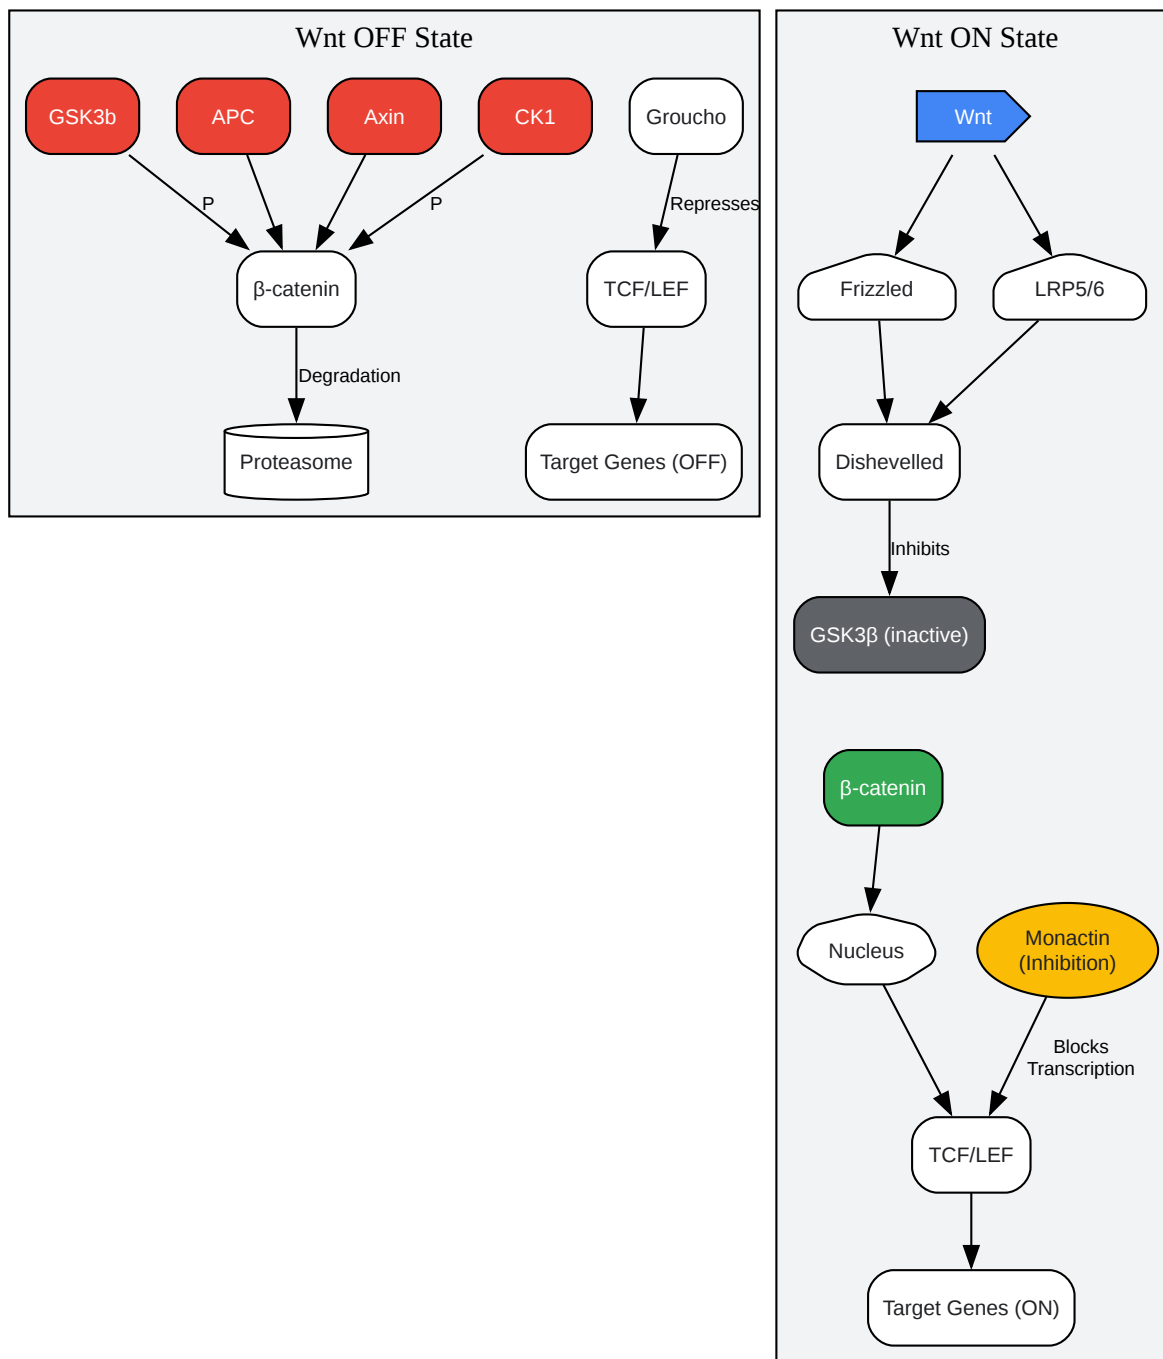 Wnt OFF State
GSK3b
APC
Axin
CK1
Groucho
P
P
Represses
β-catenin
TCF/LEF
Degradation
Proteasome
Target Genes (OFF)
Wnt ON State
Wnt
Frizzled
LRP5/6
Dishevelled
Inhibits
GSK3β (inactive)
β-catenin
Nucleus
Monactin
(Inhibition)
Blocks
Transcription
TCF/LEF
Target Genes (ON)